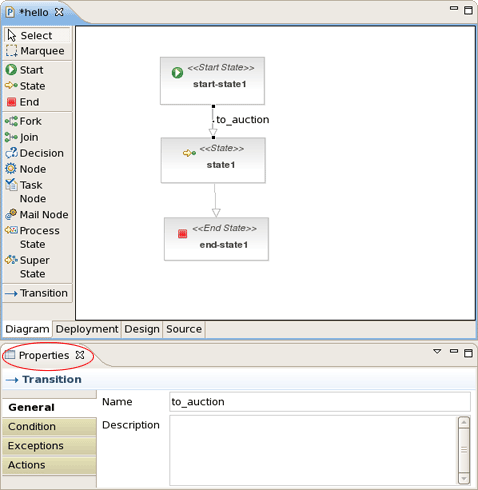 *hello
Select
Marquee
Start
State
End
Fork
Join
Decision
Node
Task
Node
Mail Node
Process
State
Super
State
Transition
<<Start State>>
start-state1
to_auction
<<State>>
state1
<<End State>>
end-state1
Diagram Deployment Design Source
Properties
Transition
General
Condition
Exceptions
Actions
Name to_auction
Description